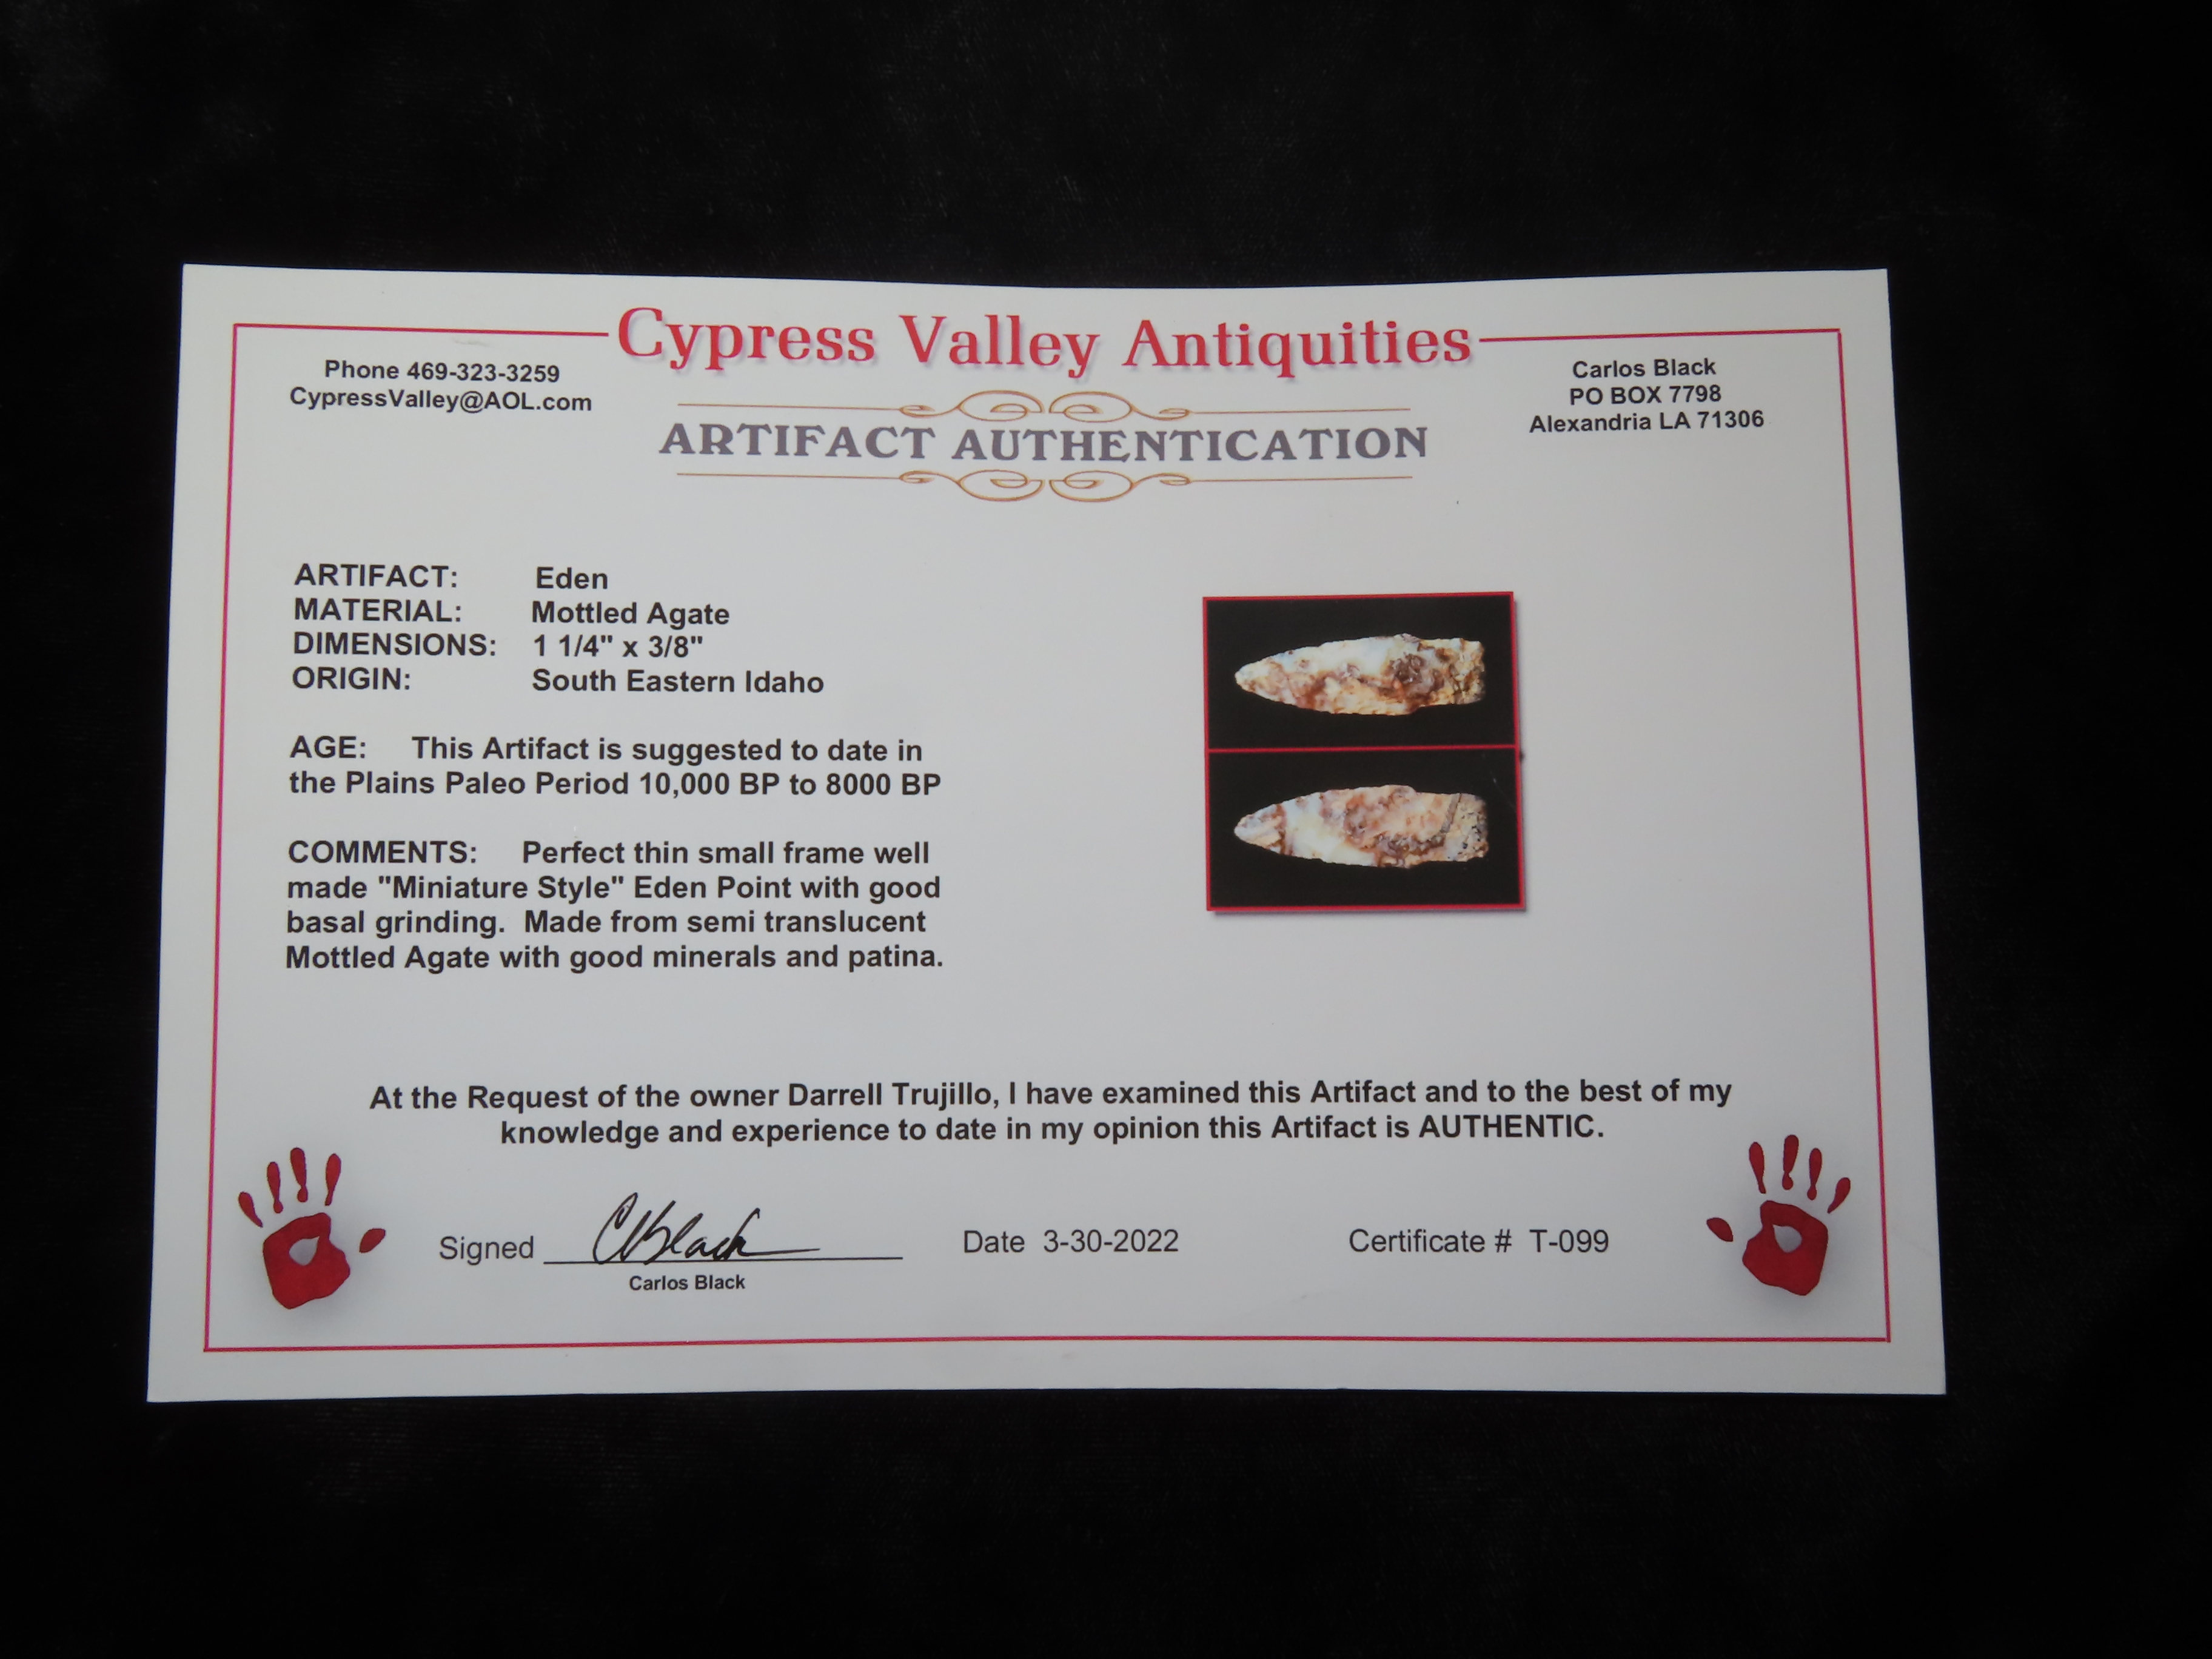 Cypress Valley Antiquities
Phone 469-323-3259
CypressValley@AOL.com
Carlos Black
PO BOX 7798
Alexandria LA 71306
ARTIFACT AUTHENTICATION
ARTIFACT: Eden
MATERIAL: Mottled Agate
DIMENSIONS: 1 1/4" x 3/8"
ORIGIN: South Eastern Idaho
AGE: This Artifact is suggested to date in
the Plains Paleo Period 10,000 BP to 8000 BP
COMMENTS: Perfect thin small frame well
made "Miniature Style" Eden Point with good
basal grinding. Made from semi translucent
Mottled Agate with good minerals and patina.
At the Request of the owner Darrell Trujillo, I have examined this Artifact and to the best of my
knowledge and experience to date in my opinion this Artifact is AUTHENTIC.
Signed CBlack Date 3-30-2022 Certificate # T-099
Carlos Black